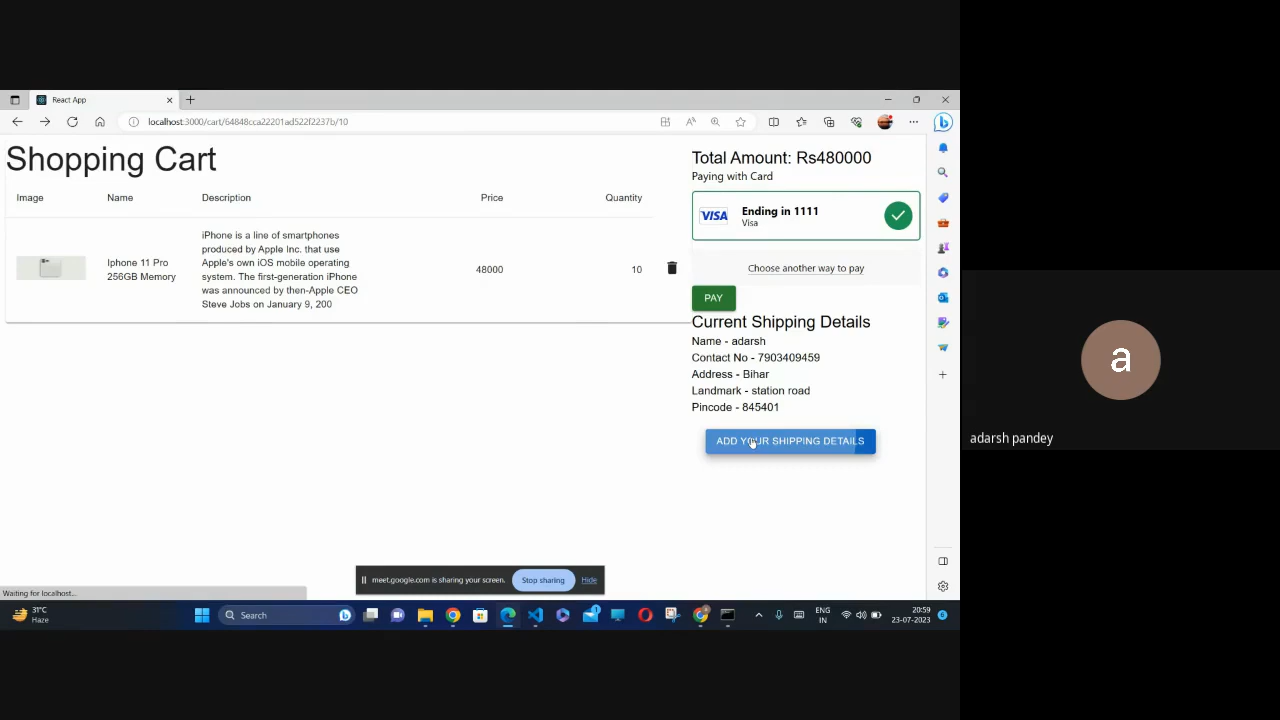 React App
localhost:3000/cart/64848cca22201ad522f2237b/10
Shopping Cart
Image Name Description Price Quantity
iPhone is a line of smartphones
produced by Apple Inc. that use
Apple's own iOS mobile operating
system. The first-generation iPhone
was announced by then-Apple CEO
Steve Jobs on January 9, 200
Iphone 11 Pro
256GB Memory
48000
10
Total Amount: Rs480000
Paying with Card
VISA
Ending in 1111
Visa
Choose another way to pay
PAY
Current Shipping Details
Name - adarsh
Contact No - 7903409459
Address - Bihar
Landmark - station road
Pincode - 845401
ADD YOUR SHIPPING DETAILS
a
adarsh pandey
meet.google.com is sharing your screen. Stop sharing Hide
Waiting for localhost...
31°C
Haze
Search
ENG
IN
20:59
23-07-2023